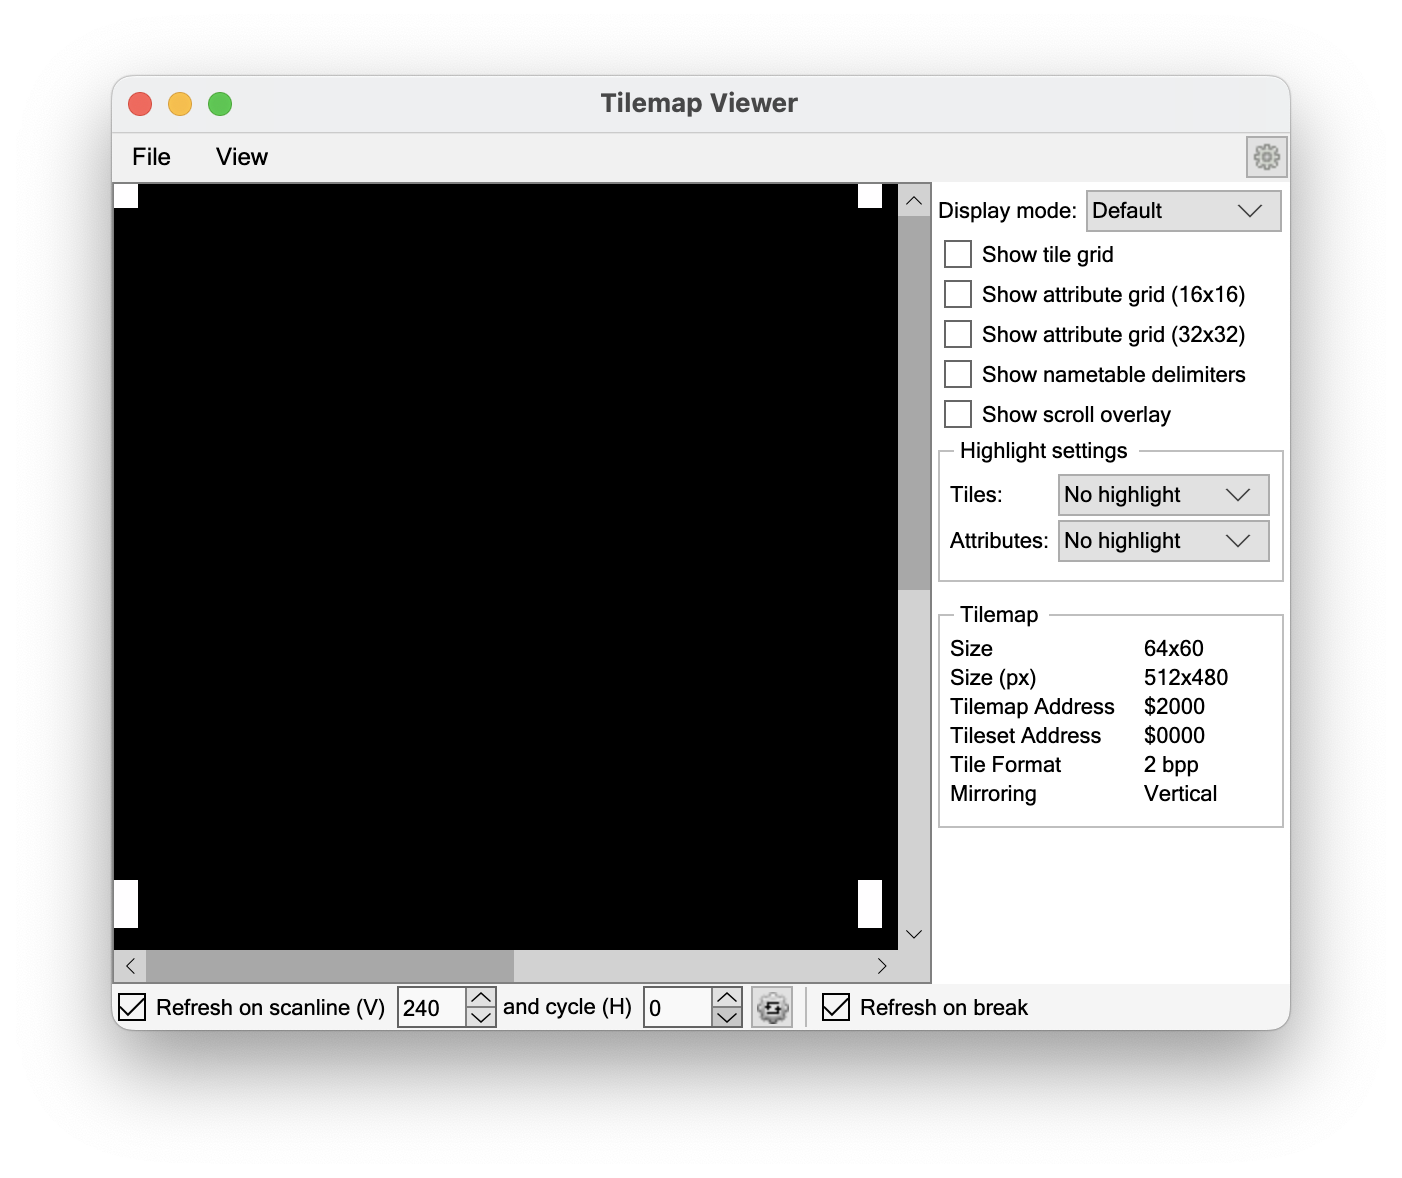 Tilemap Viewer
File View
Display mode: Default
Show tile grid
Show attribute grid (16x16)
Show attribute grid (32x32)
Show nametable delimiters
Show scroll overlay
Highlight settings
Tiles: No highlight
Attributes: No highlight
Tilemap
Size 64x60
Size (px) 512x480
Tilemap Address $2000
Tileset Address $0000
Tile Format 2 bpp
Mirroring Vertical
Refresh on scanline (V) 240 and cycle (H) 0 Refresh on break